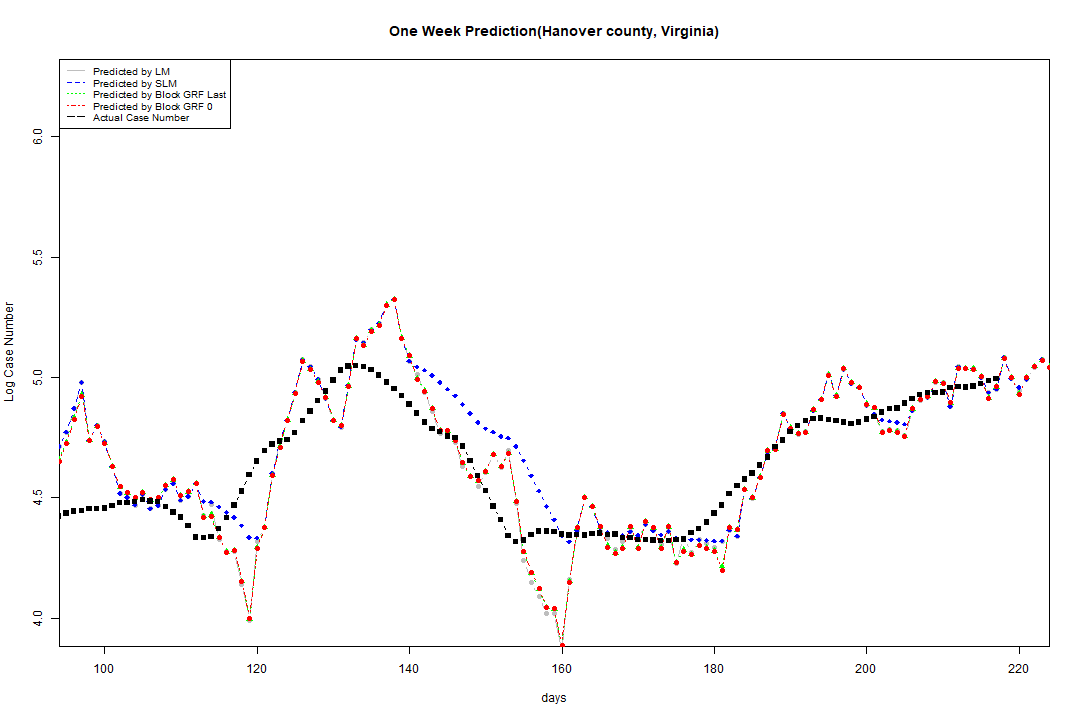 One Week Prediction(Hanover county, Virginia)
Predicted by LM
Predicted by SLM
Predicted by Block GRF Last
Predicted by Block GRF 0
Actual Case Number
6.0
5.5
5.0
4.5
4.0
Log Case Number
100 120 140 160 180 200 220
days